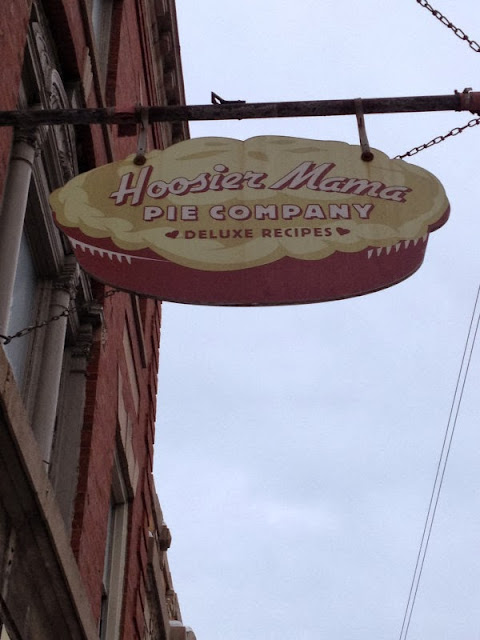 Hoosier Mama
PIE COMPANY
♥ DELUXE RECIPES ♥